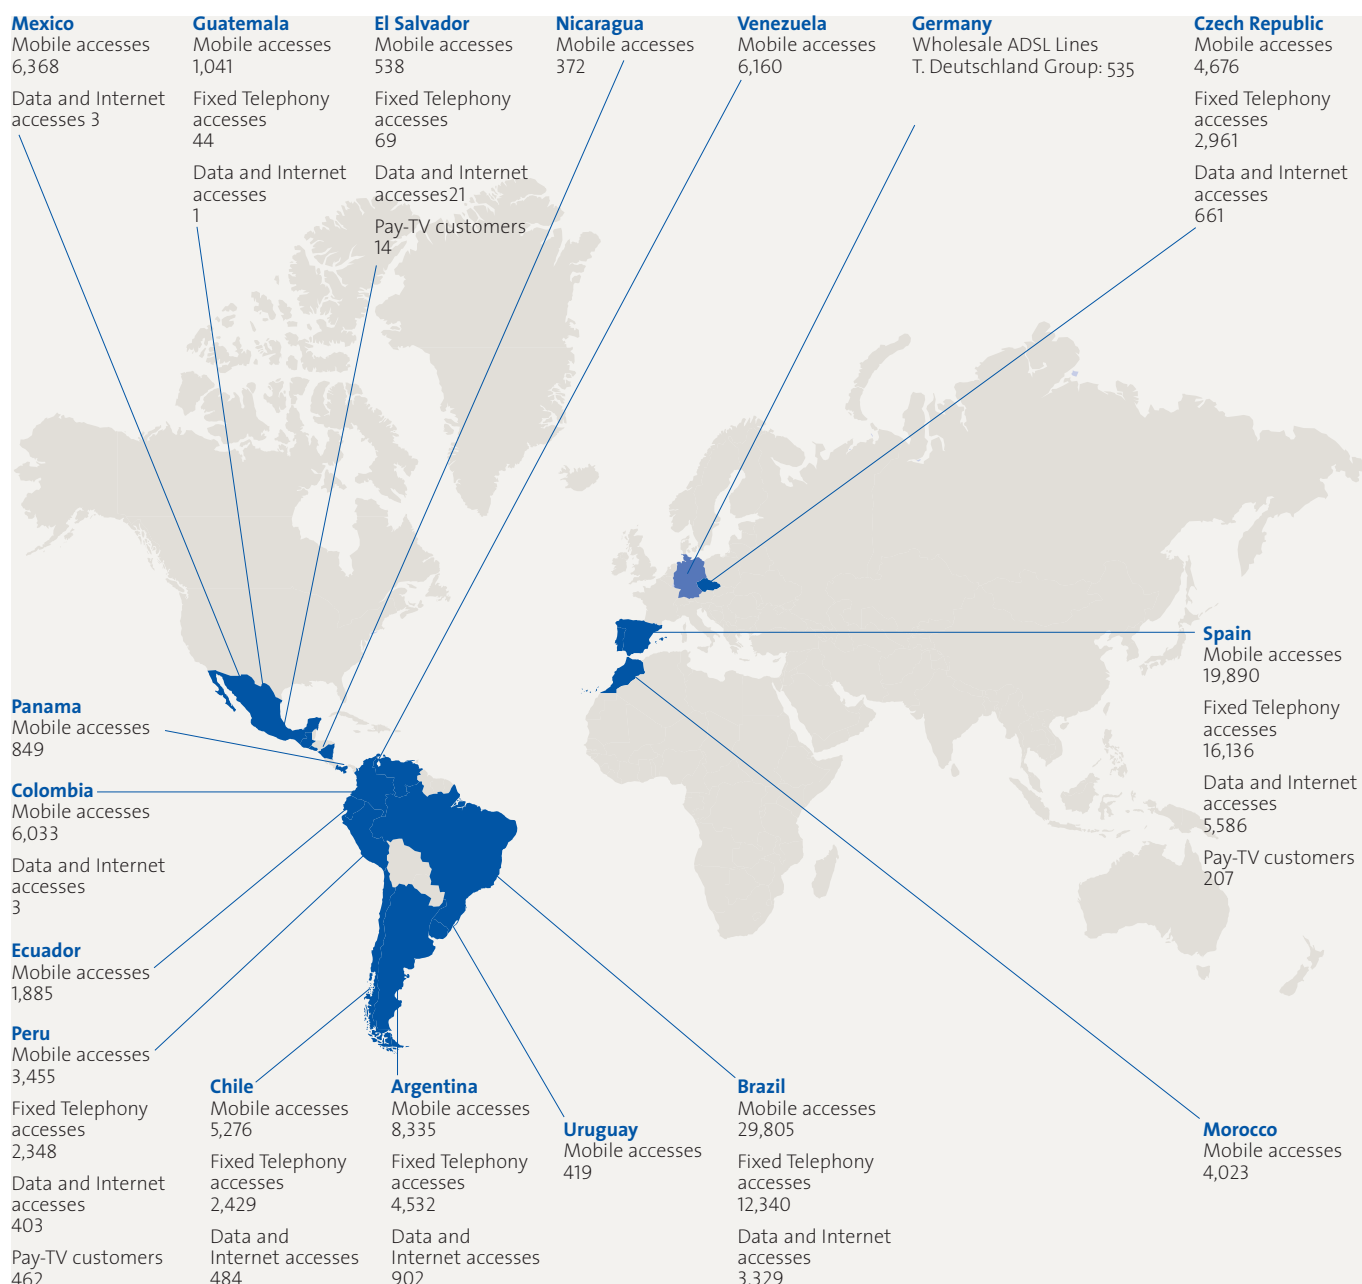 Mexico
Mobile accesses
6,368
Data and Internet
accesses 3
Guatemala
Mobile accesses
1,041
Fixed Telephony
accesses
44
Data and Internet
accesses
1
El Salvador
Mobile accesses
538
Fixed Telephony
accesses
69
Data and Internet
accesses21
Pay-TV customers
14
Nicaragua
Mobile accesses
372
Venezuela
Mobile accesses
6,160
Germany
Wholesale ADSL Lines
T. Deutschland Group: 535
Czech Republic
Mobile accesses
4,676
Fixed Telephony
accesses
2,961
Data and Internet
accesses
661
Spain
Mobile accesses
19,890
Fixed Telephony
accesses
16,136
Data and Internet
accesses
5,586
Pay-TV customers
207
Panama
Mobile accesses
849
Colombia
Mobile accesses
6,033
Data and Internet
accesses
3
Ecuador
Mobile accesses
1,885
Peru
Mobile accesses
3,455
Fixed Telephony
accesses
2,348
Data and Internet
accesses
403
Pay-TV customers
462
Chile
Mobile accesses
5,276
Fixed Telephony
accesses
2,429
Data and
Internet accesses
484
Argentina
Mobile accesses
8,335
Fixed Telephony
accesses
4,532
Data and
Internet accesses
902
Uruguay
Mobile accesses
419
Brazil
Mobile accesses
29,805
Fixed Telephony
accesses
12,340
Data and Internet
accesses
3,329
Morocco
Mobile accesses
4,023